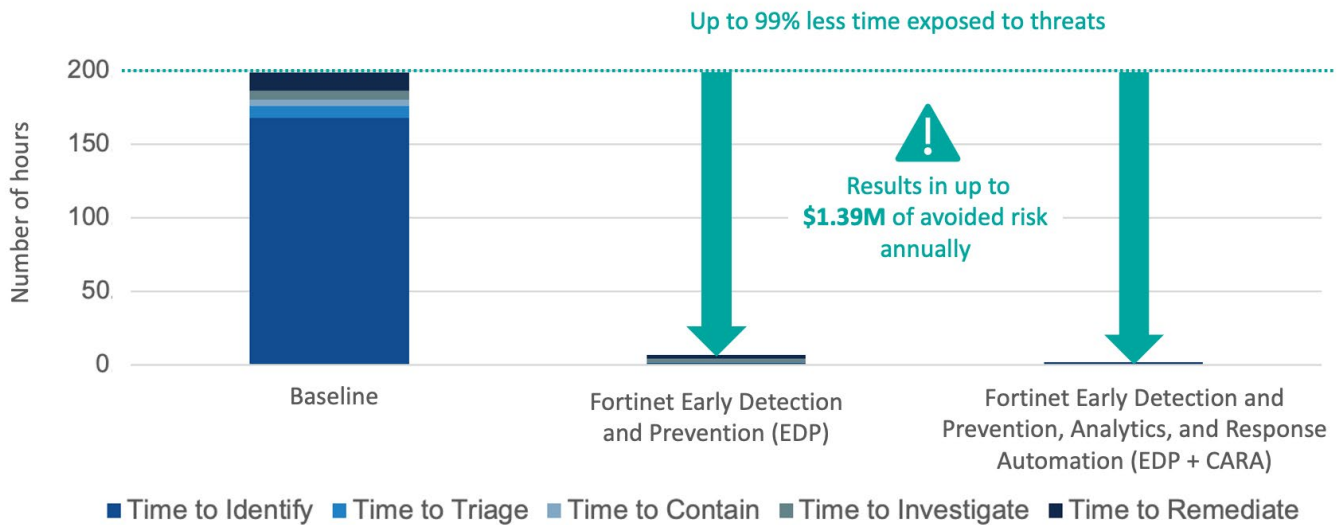 Up to 99% less time exposed to threats
200
150
100
50
0
Number of hours
Results in up to
$1.39M of avoided risk
annually
Baseline
Fortinet Early Detection
and Prevention (EDP)
Fortinet Early Detection and
Prevention, Analytics, and Response
Automation (EDP + CARA)
Time to Identify Time to Triage Time to Contain Time to Investigate Time to Remediate